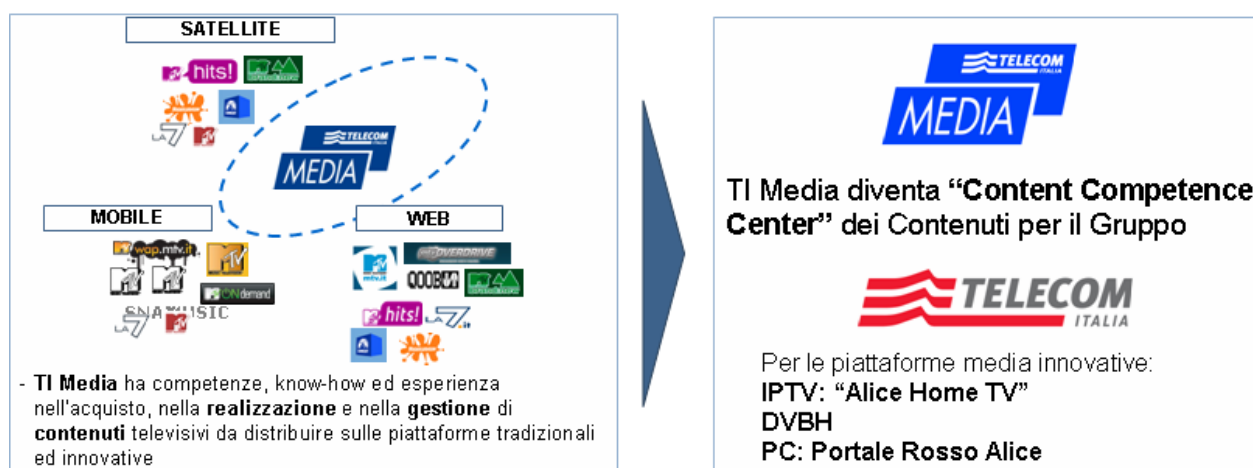 SATELLITE
hits!
TELECOM
ITALIA
MEDIA
MOBILE
wap.mtv.it
ON demand
WEB
mtv.it
OVERDRIVE
QOOB
hits!
- TI Media ha competenze, know-how ed esperienza
nell'acquisto, nella realizzazione e nella gestione di
contenuti televisivi da distribuire sulle piattaforme tradizionali
ed innovative
TELECOM
ITALIA
MEDIA
TI Media diventa “Content Competence
Center” dei Contenuti per il Gruppo
TELECOM
ITALIA
Per le piattaforme media innovative:
IPTV: “Alice Home TV”
DVBH
PC: Portale Rosso Alice